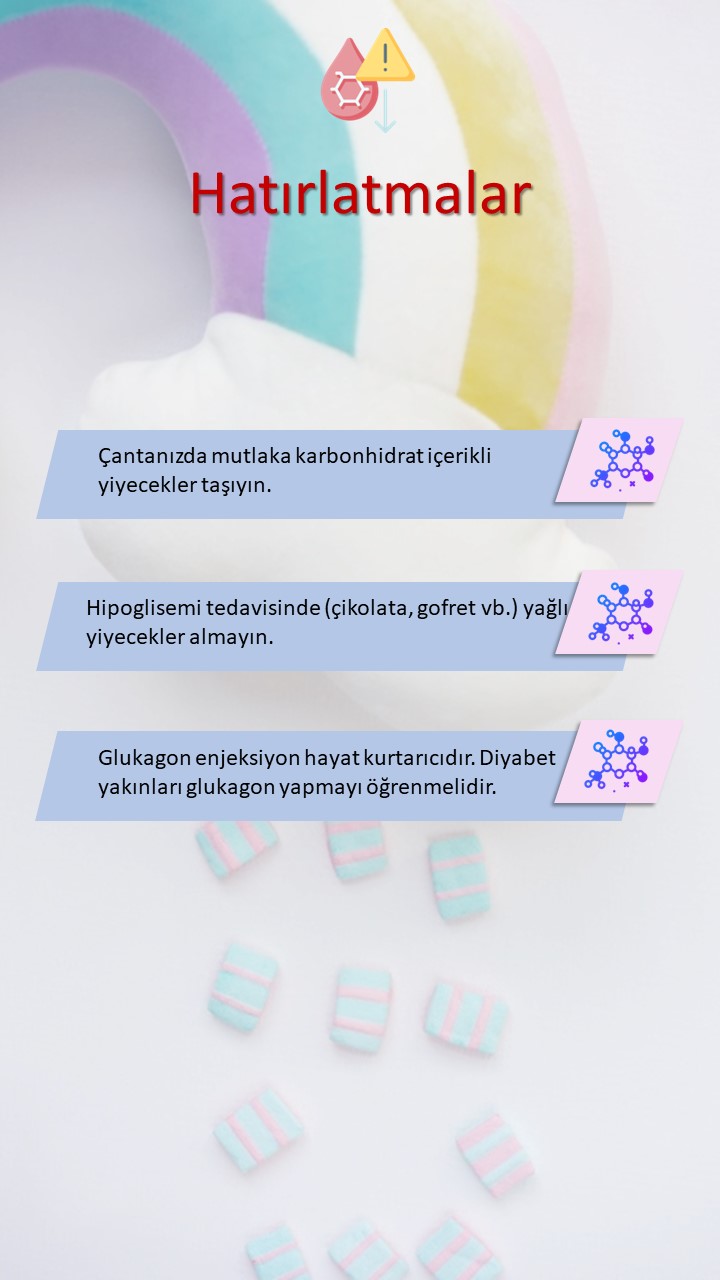 Hatırlatmalar
Çantanızda mutlaka karbonhidrat içerikli
yiyecekler taşıyın.
Hipoglisemi tedavisinde (çikolata, gofret vb.) yağlı
yiyecekler almayın.
Glukagon enjeksiyon hayat kurtarıcıdır. Diyabet
yakınları glukagon yapmayı öğrenmelidir.